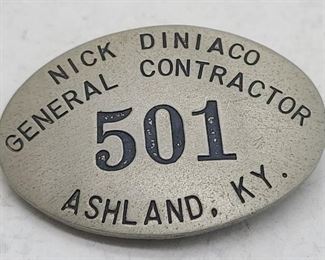 NICK DINIACO
GENERAL CONTRACTOR
501
ASHLAND, KY.